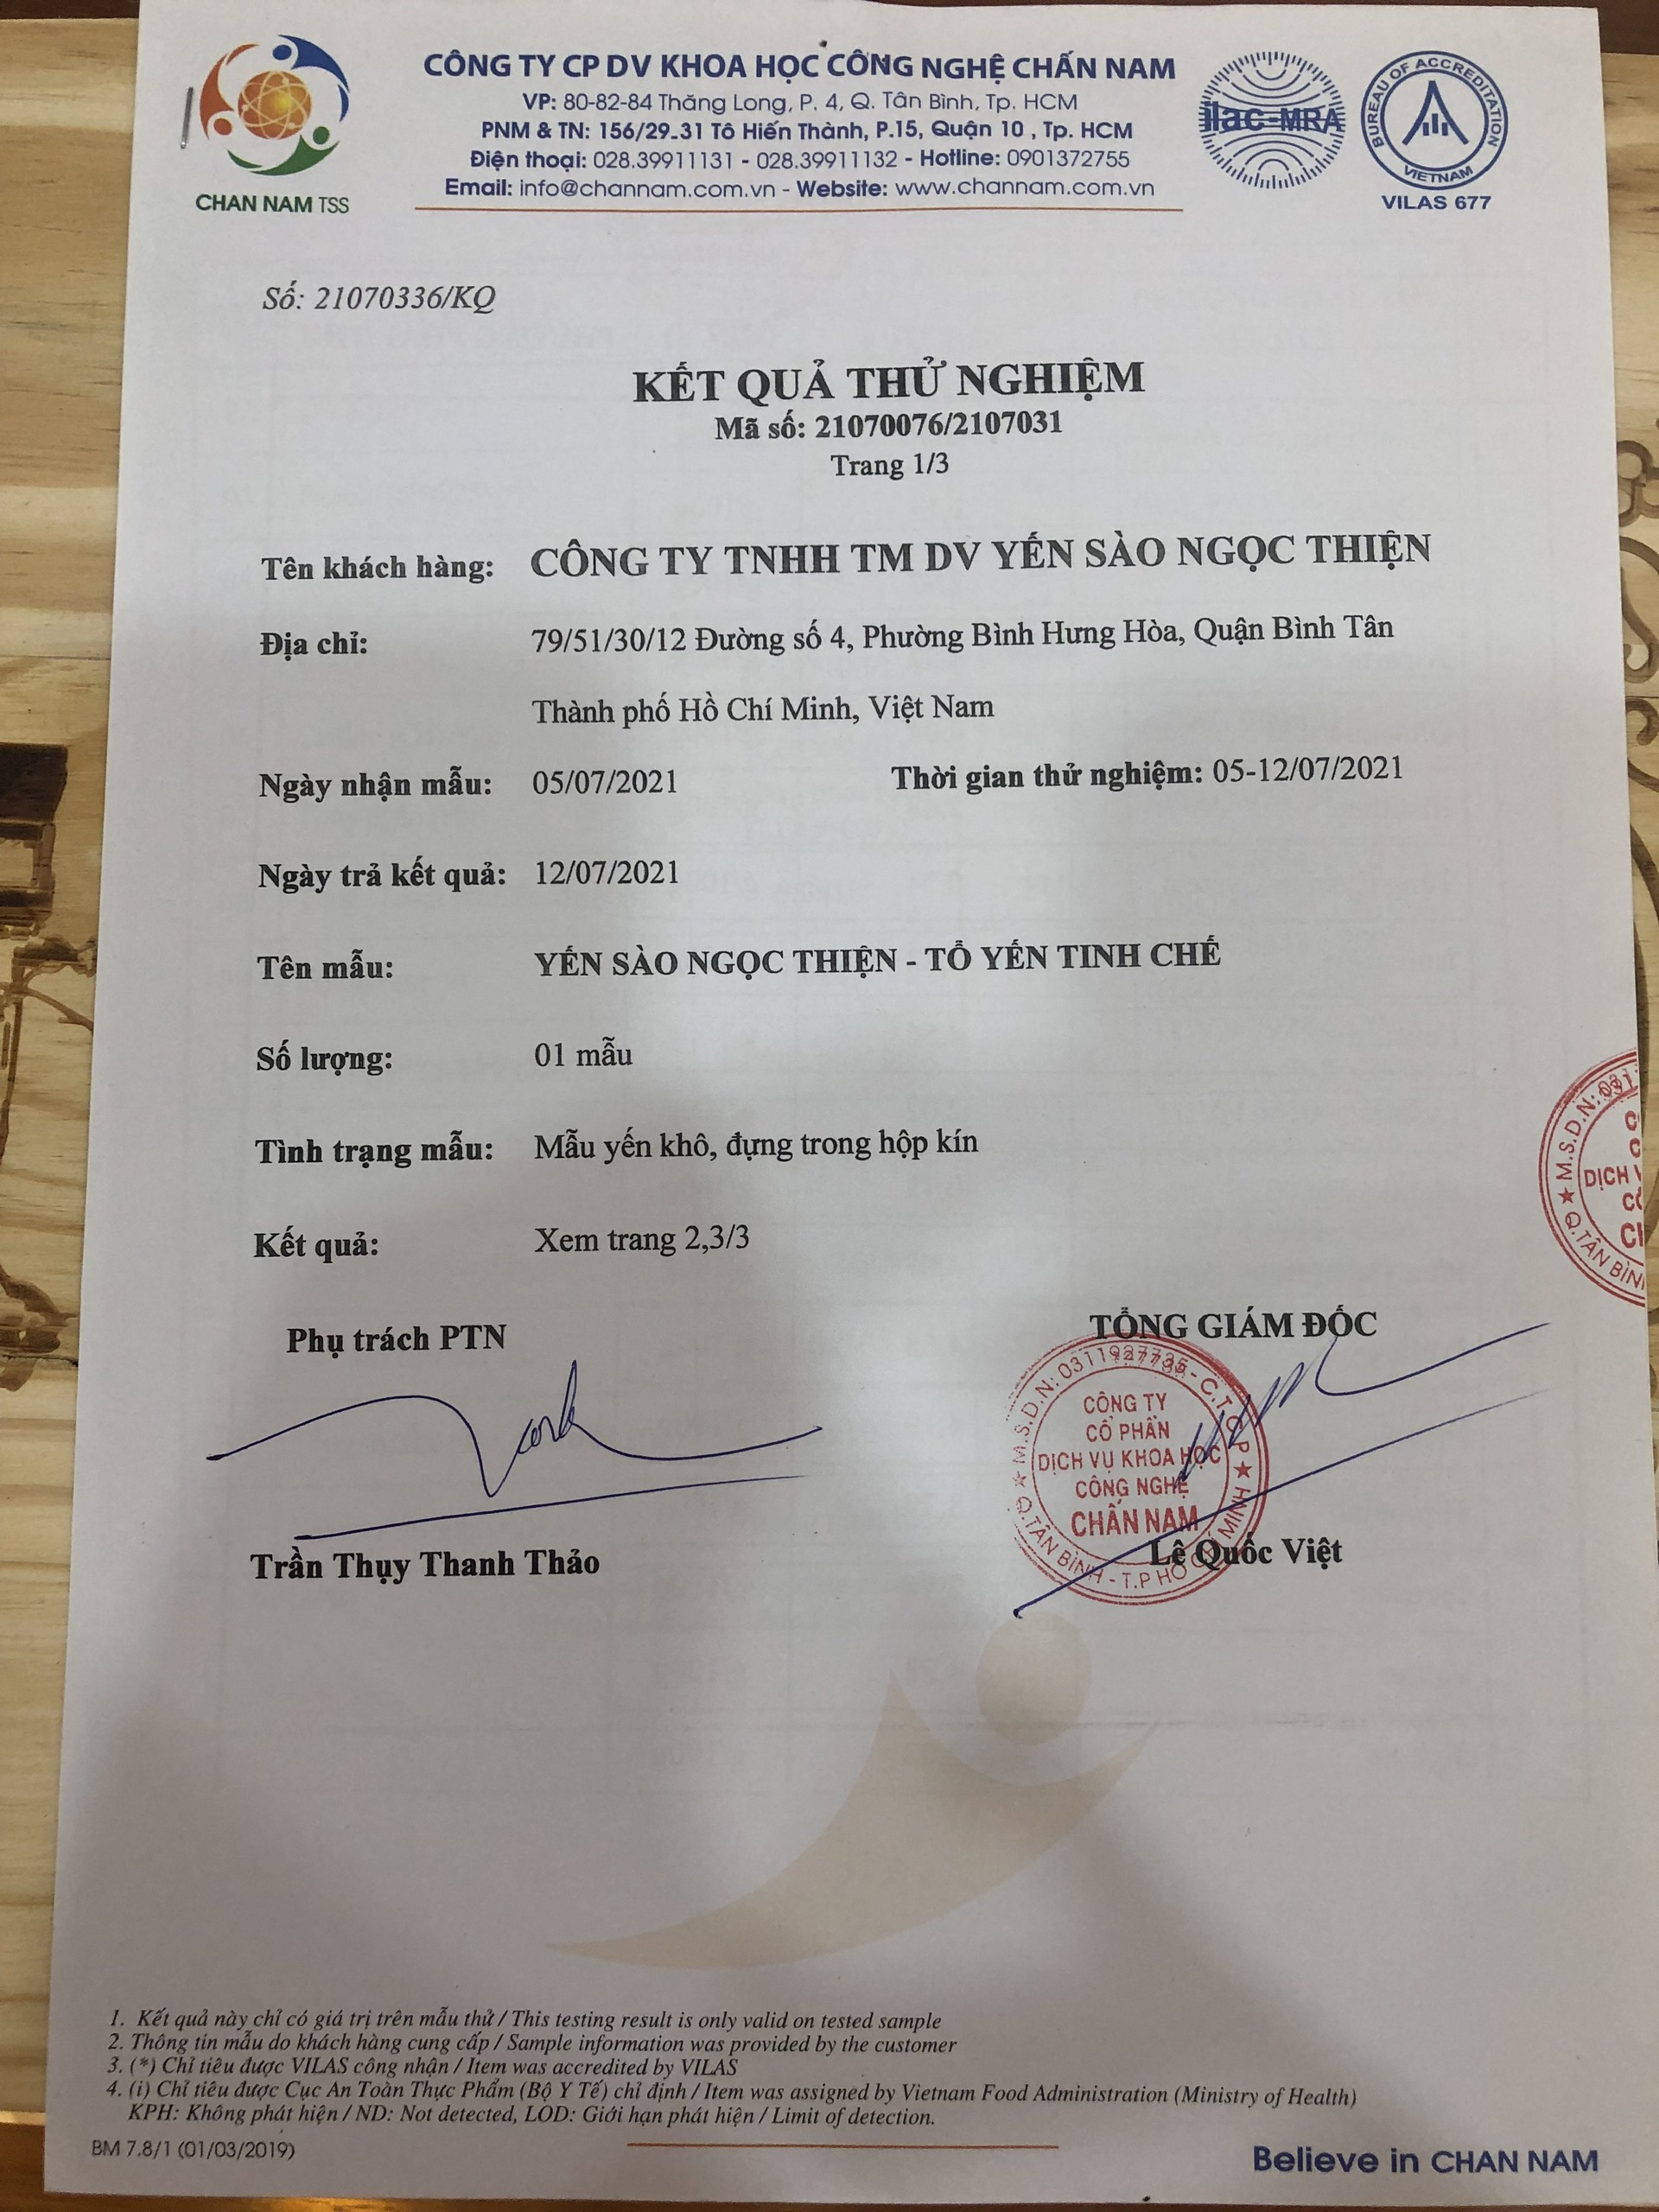 CÔNG TY CP DV KHOA HỌC CÔNG NGHỆ CHẤN NAM
VP: 80-82-84 Thăng Long, P. 4, Q. Tân Bình, Tp. HCM
PNM & TN: 156/29-31 Tô Hiến Thành, P.15, Quận 10 , Tp. HCM
Điện thoại: 028.39911131 - 028.39911132 - Hotline: 0901372755
Email: info@channam.com.vn - Website: www.channam.com.vn
CHAN NAM TSS
ilac-MRA
BUREAU OF ACCREDITATION
VIETNAM
VILAS 677
Số: 21070336/KQ
KẾT QUẢ THỬ NGHIỆM
Mã số: 21070076/2107031
Trang 1/3
Tên khách hàng: CÔNG TY TNHH TM DV YẾN SÀO NGỌC THIỆN
Địa chỉ: 79/51/30/12 Đường số 4, Phường Bình Hưng Hòa, Quận Bình Tân
Thành phố Hồ Chí Minh, Việt Nam
Ngày nhận mẫu: 05/07/2021 Thời gian thử nghiệm: 05-12/07/2021
Ngày trả kết quả: 12/07/2021
Tên mẫu: YẾN SÀO NGỌC THIỆN - TỔ YẾN TINH CHẾ
Số lượng: 01 mẫu
Tình trạng mẫu: Mẫu yến khô, đựng trong hộp kín
Kết quả: Xem trang 2,3/3
M.S.D.N: 031
DỊCH V
Q.TÂN BÌN
Phụ trách PTN TỔNG GIÁM ĐỐC
M.S.D.N: 0311927735 - C.T.C.P
CÔNG TY
CỔ PHẦN
DỊCH VỤ KHOA HỌC
CÔNG NGHỆ
CHẤN NAM
Q.TÂN BÌNH - T.P HỒ CHÍ MINH
Trần Thụy Thanh Thảo Lê Quốc Việt
1. Kết quả này chỉ có giá trị trên mẫu thử / This testing result is only valid on tested sample
2. Thông tin mẫu do khách hàng cung cấp / Sample information was provided by the customer
3. (*) Chỉ tiêu được VILAS công nhận / Item was accredited by VILAS
4. (i) Chỉ tiêu được Cục An Toàn Thực Phẩm (Bộ Y Tế) chỉ định / Item was assigned by Vietnam Food Administration (Ministry of Health)
KPH: Không phát hiện / ND: Not detected, LOD: Giới hạn phát hiện / Limit of detection.
BM 7.8/1 (01/03/2019)
Believe in CHAN NAM